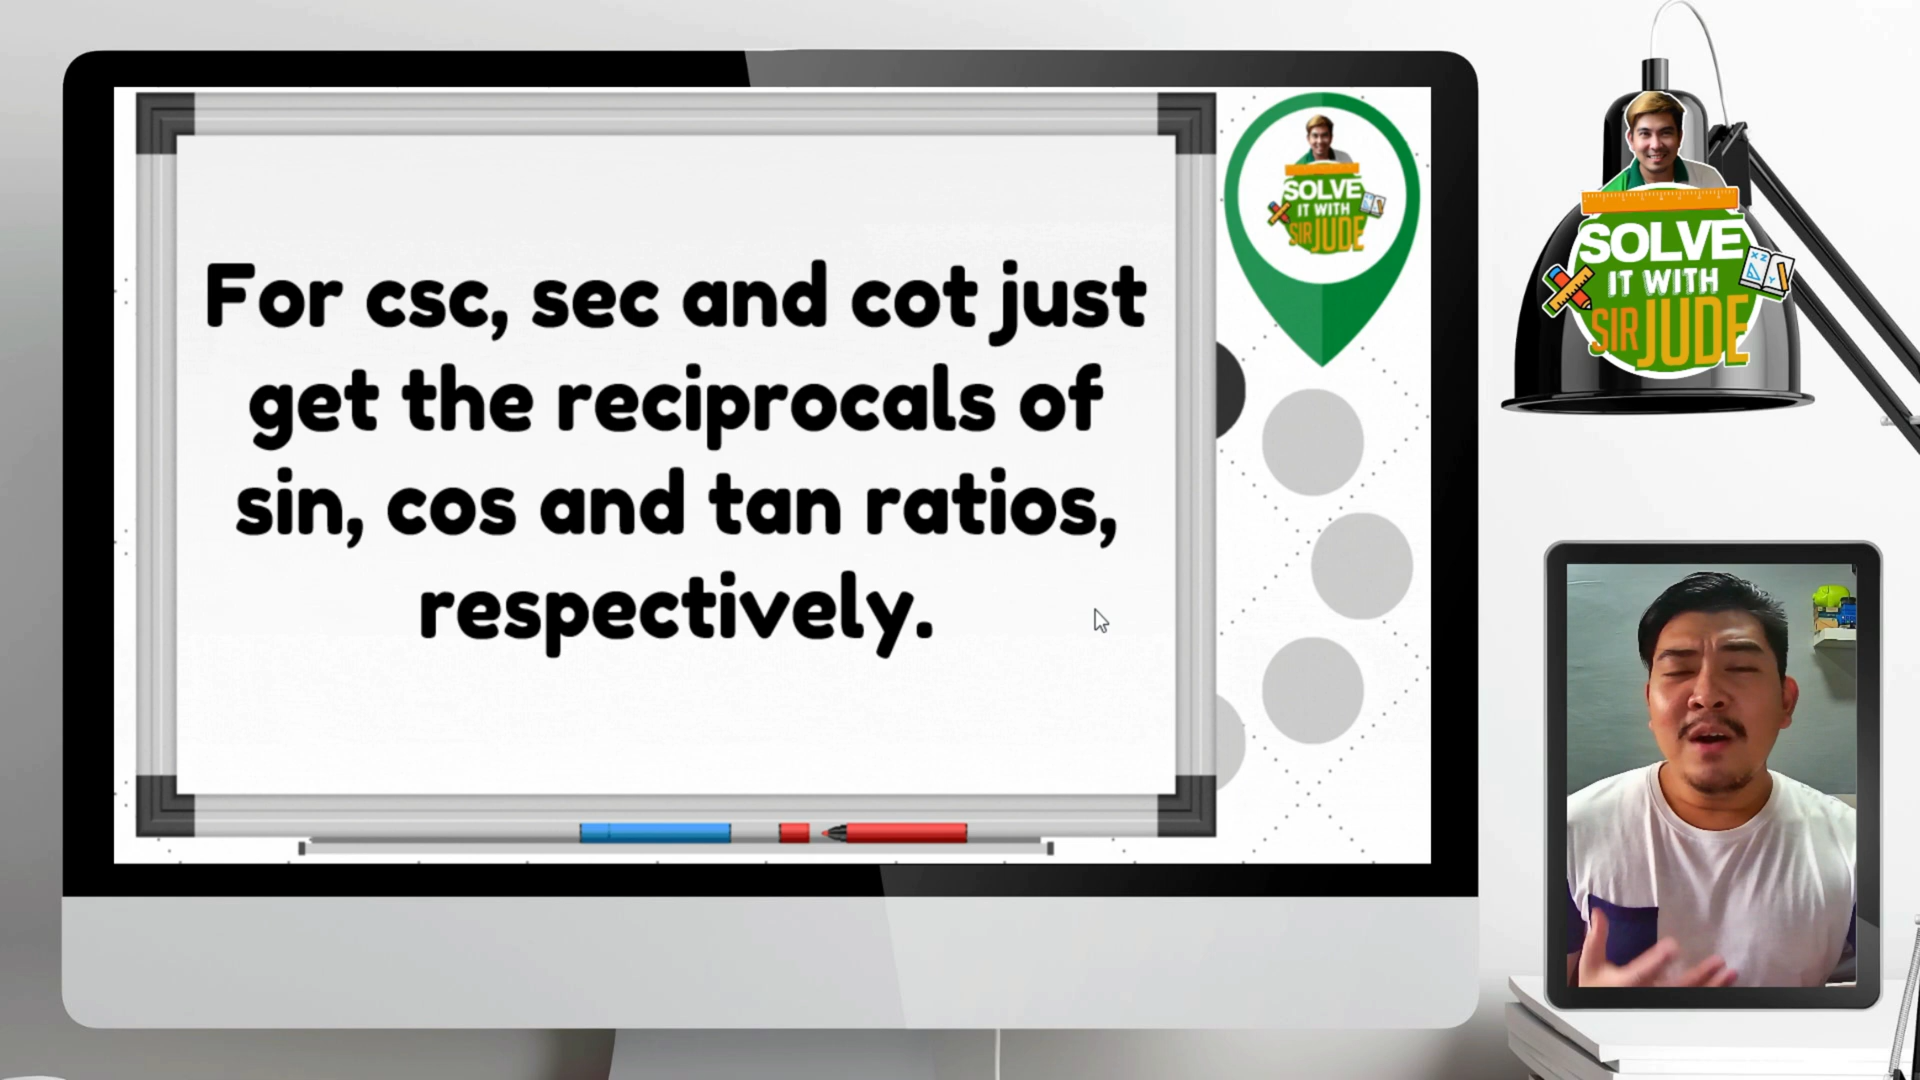 For csc, sec and cot just
get the reciprocals of
sin, cos and tan ratios,
respectively.
SOLVE
IT WITH
SIR JUDE
SOLVE
IT WITH
SIR JUDE